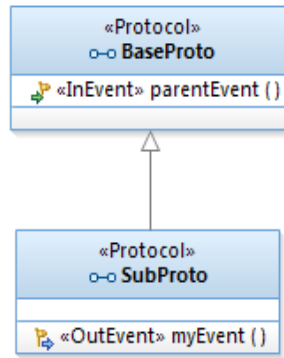 «Protocol»
BaseProto
«InEvent» parentEvent ( )
«Protocol»
SubProto
«OutEvent» myEvent ( )